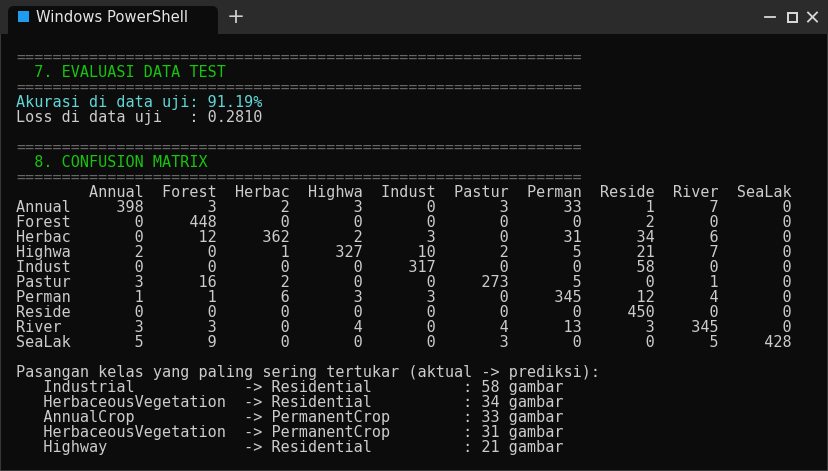 Windows PowerShell
==============================================================
  7. EVALUASI DATA TEST
==============================================================
Akurasi di data uji: 91.19%
Loss di data uji   : 0.2810
==============================================================
  8. CONFUSION MATRIX
==============================================================
        Annual  Forest  Herbac  Highwa  Indust  Pastur  Perman  Reside  River  SeaLak
Annual     398       3       2       3       0       3      33       1      7       0
Forest       0     448       0       0       0       0       0       2      0       0
Herbac       0      12     362       2       3       0      31      34      6       0
Highwa       2       0       1     327      10       2       5      21      7       0
Indust       0       0       0       0     317       0       0      58      0       0
Pastur       3      16       2       0       0     273       5       0      1       0
Perman       1       1       6       3       3       0     345      12      4       0
Reside       0       0       0       0       0       0       0     450      0       0
River        3       3       0       4       0       4      13       3    345       0
SeaLak       5       9       0       0       0       3       0       0      5     428
Pasangan kelas yang paling sering tertukar (aktual -> prediksi):
   Industrial            -> Residential          : 58 gambar
   HerbaceousVegetation  -> Residential          : 34 gambar
   AnnualCrop            -> PermanentCrop        : 33 gambar
   HerbaceousVegetation  -> PermanentCrop        : 31 gambar
   Highway               -> Residential          : 21 gambar